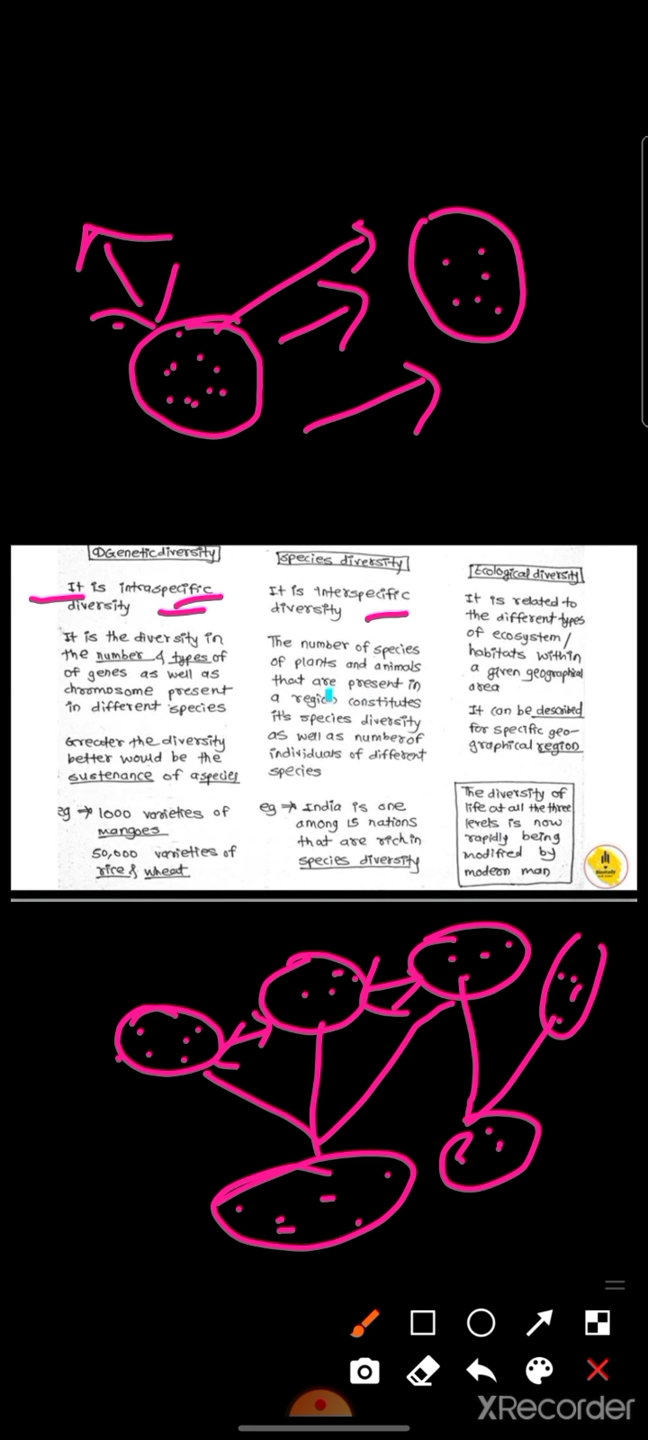 ①Genetic diversity
It is intraspecific
diversity
It is the diversity in
the number & types of
of genes as well as
chromosome present
in different species
Greater the diversity
better would be the
sustenance of a species
eg → 1000 varieties of
mangoes
50,000 varieties of
rice & wheat
species diversity
It is interspecific
diversity
The number of species
of plants and animals
that are present in
a region constitutes
it's species diversity
as well as number of
individuals of different
species
eg → India is one
among 15 nations
that are rich in
species diversity
Ecological diversity
It is related to
the different types
of ecosystem/
habitats within
a given geographical
area
It can be described
for specific geo-
graphical region
The diversity of
life at all the three
levels is now
rapidly being
modified by
modern man
XRecorder